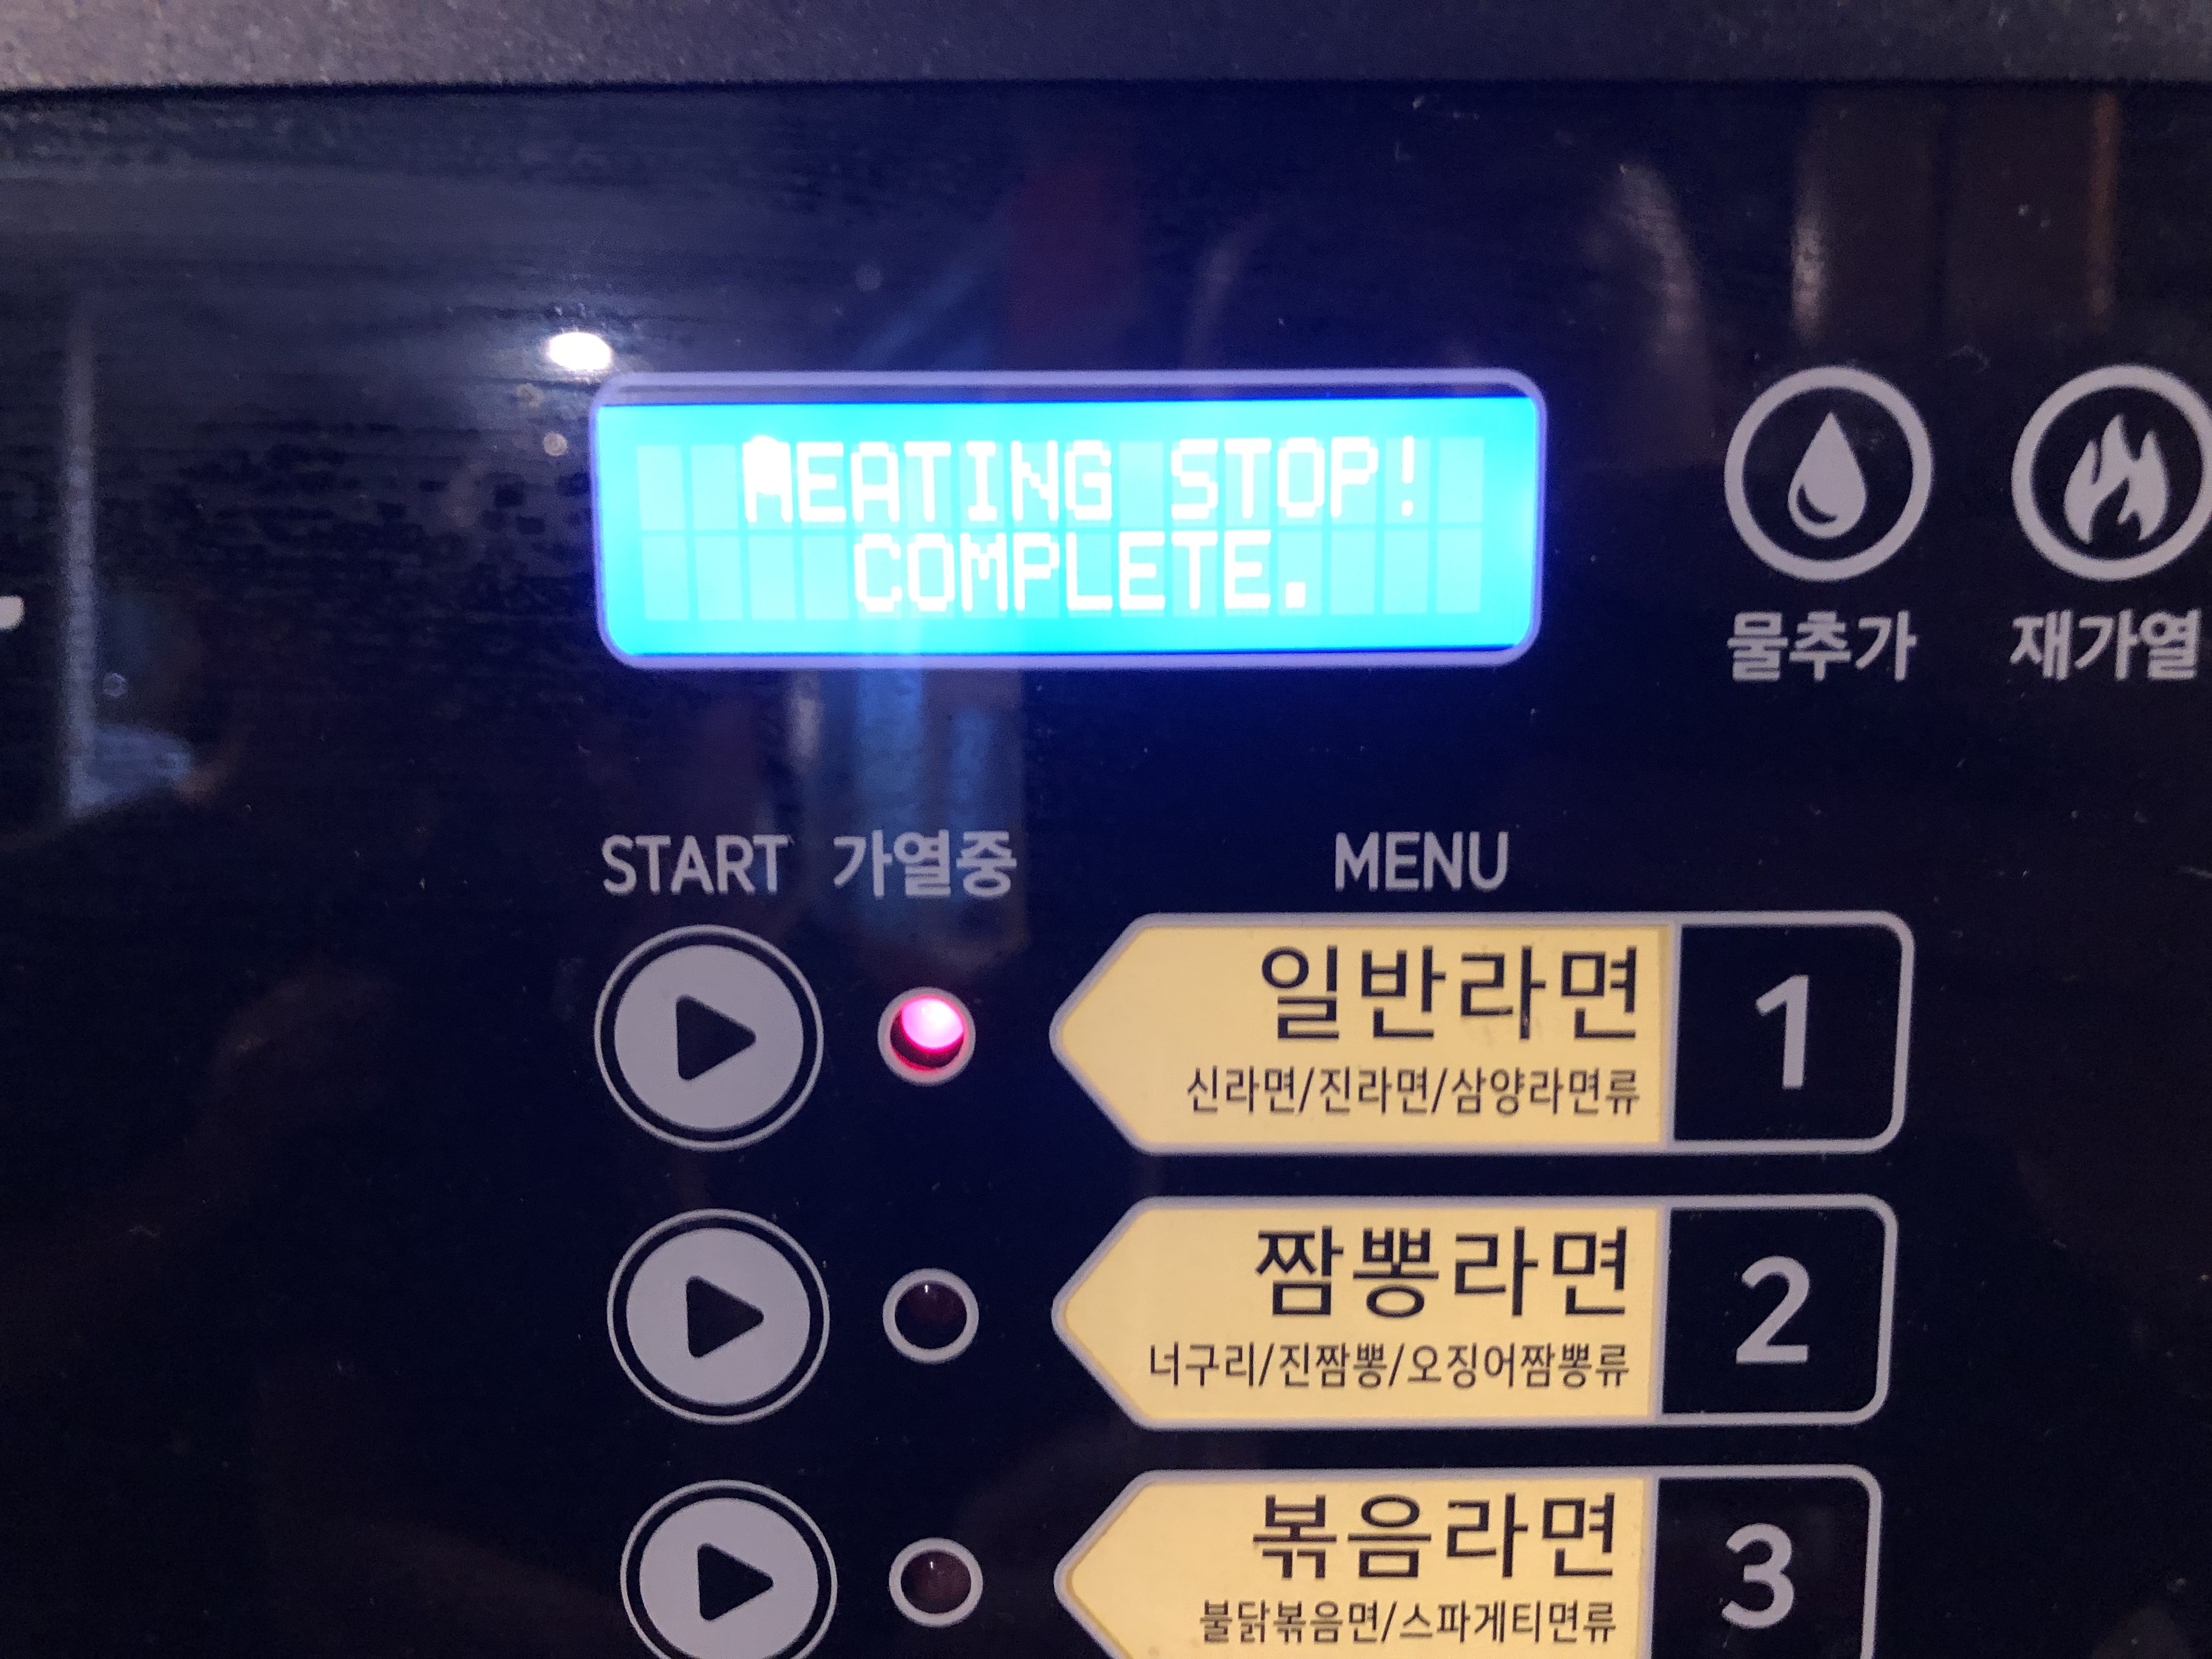 HEATING STOP!
COMPLETE.
물추가
재가열
START 가열중 MENU
일반라면
신라면/진라면/삼양라면류
1
짬뽕라면
너구리/진짬뽕/오징어짬뽕류
2
볶음라면
불닭볶음면/스파게티면류
3